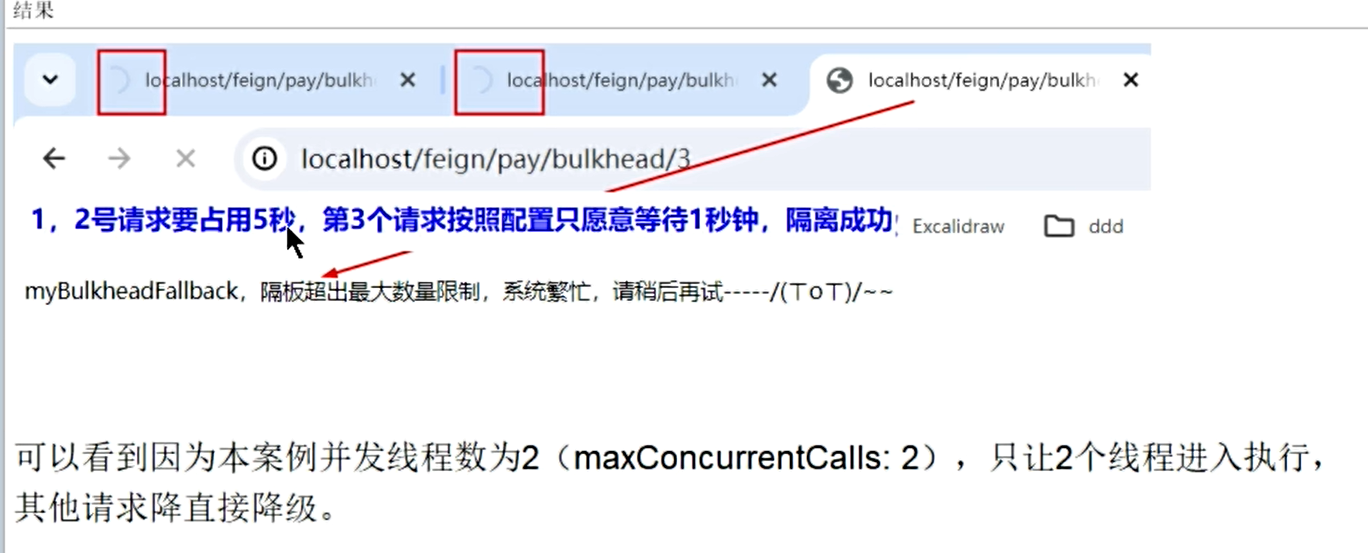 结果
localhost/feign/pay/bulkh localhost/feign/pay/bulkh localhost/feign/pay/bulkh
localhost/feign/pay/bulkhead/3
1，2号请求要占用5秒，第3个请求按照配置只愿意等待1秒钟，隔离成功 Excalidraw ddd
myBulkheadFallback，隔板超出最大数量限制，系统繁忙，请稍后再试-----/(ㄒoㄒ)/~~
可以看到因为本案例并发线程数为2（maxConcurrentCalls: 2），只让2个线程进入执行，
其他请求降直接降级。